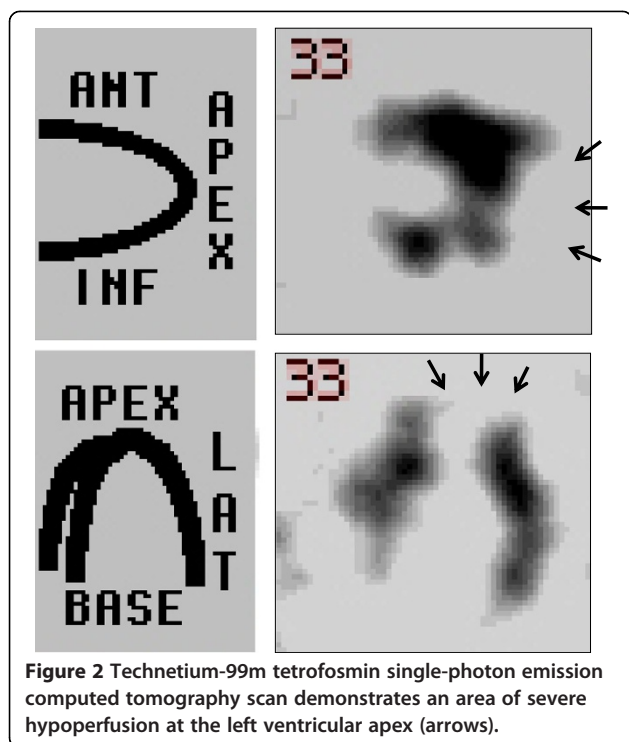 ANT
APEX
INF
33
APEX
LAT
BASE
33
Figure 2 Technetium-99m tetrofosmin single-photon emission
computed tomography scan demonstrates an area of severe
hypoperfusion at the left ventricular apex (arrows).